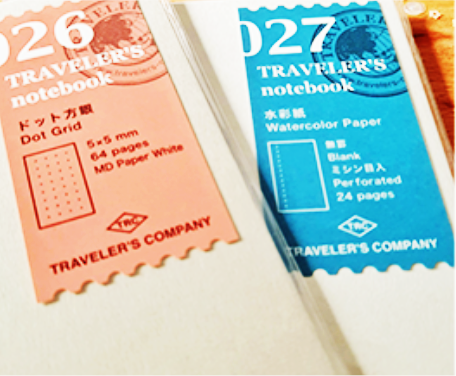 026
TRAVELER'S
notebook
ドット方眼
Dot Grid
5×5 mm
64 pages
MD Paper White
TRC
TRAVELER'S COMPANY
027
TRAVELER'S
notebook
水彩紙
Watercolor Paper
無罫
Blank
ミシン目入
Perforated
24 pages
TRC
TRAVELER'S COMPANY